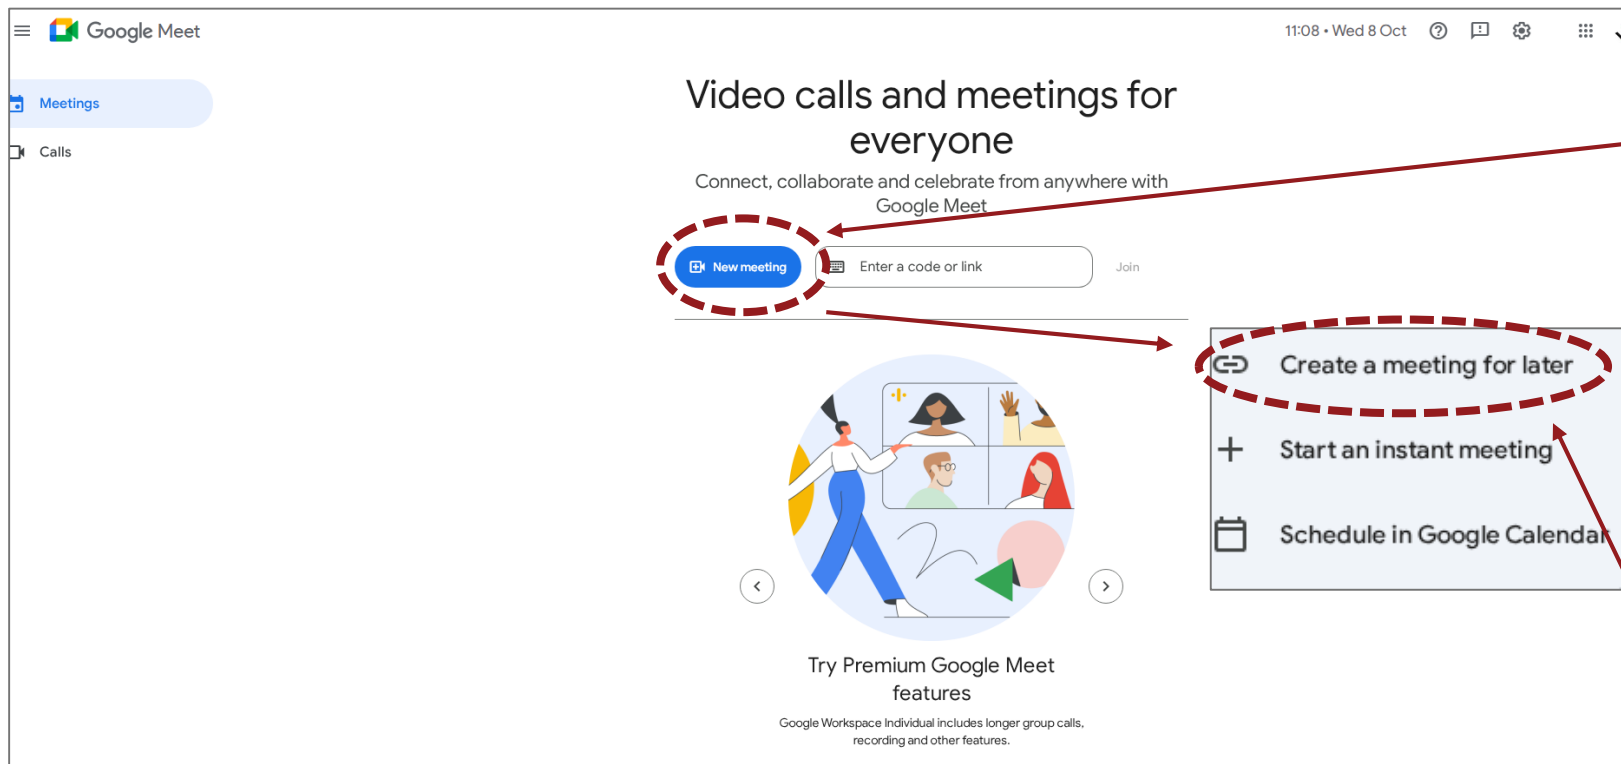 Google Meet
11:08 • Wed 8 Oct
Meetings
Calls
Video calls and meetings for
everyone
Connect, collaborate and celebrate from anywhere with
Google Meet
New meeting
Enter a code or link
Join
Create a meeting for later
Start an instant meeting
Schedule in Google Calendar
Try Premium Google Meet
features
Google Workspace Individual includes longer group calls,
recording and other features.